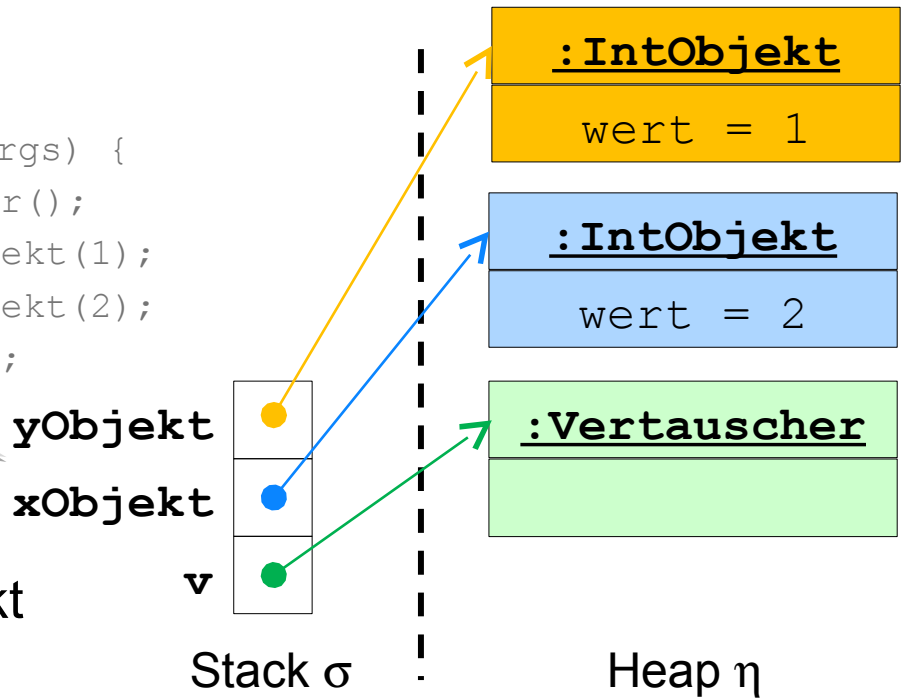 rgs) {
r();
ekt(1);
ekt(2);
;
yObjekt
xObjekt
v
kt
Stack σ
:IntObjekt
wert = 1
:IntObjekt
wert = 2
:Vertauscher
Heap η